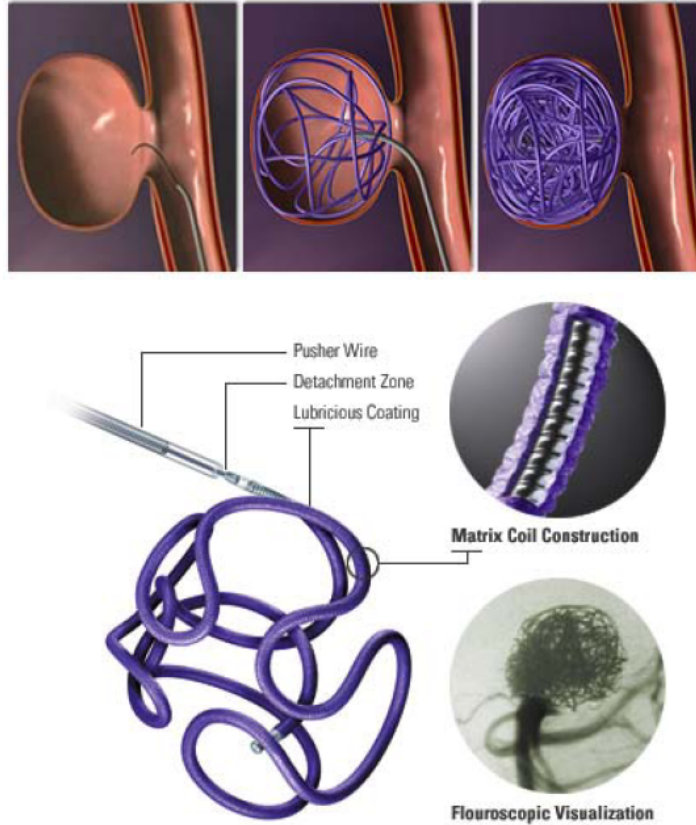 Pusher Wire
Detachment Zone
Lubricious Coating
Matrix Coil Construction
Flouroscopic Visualization